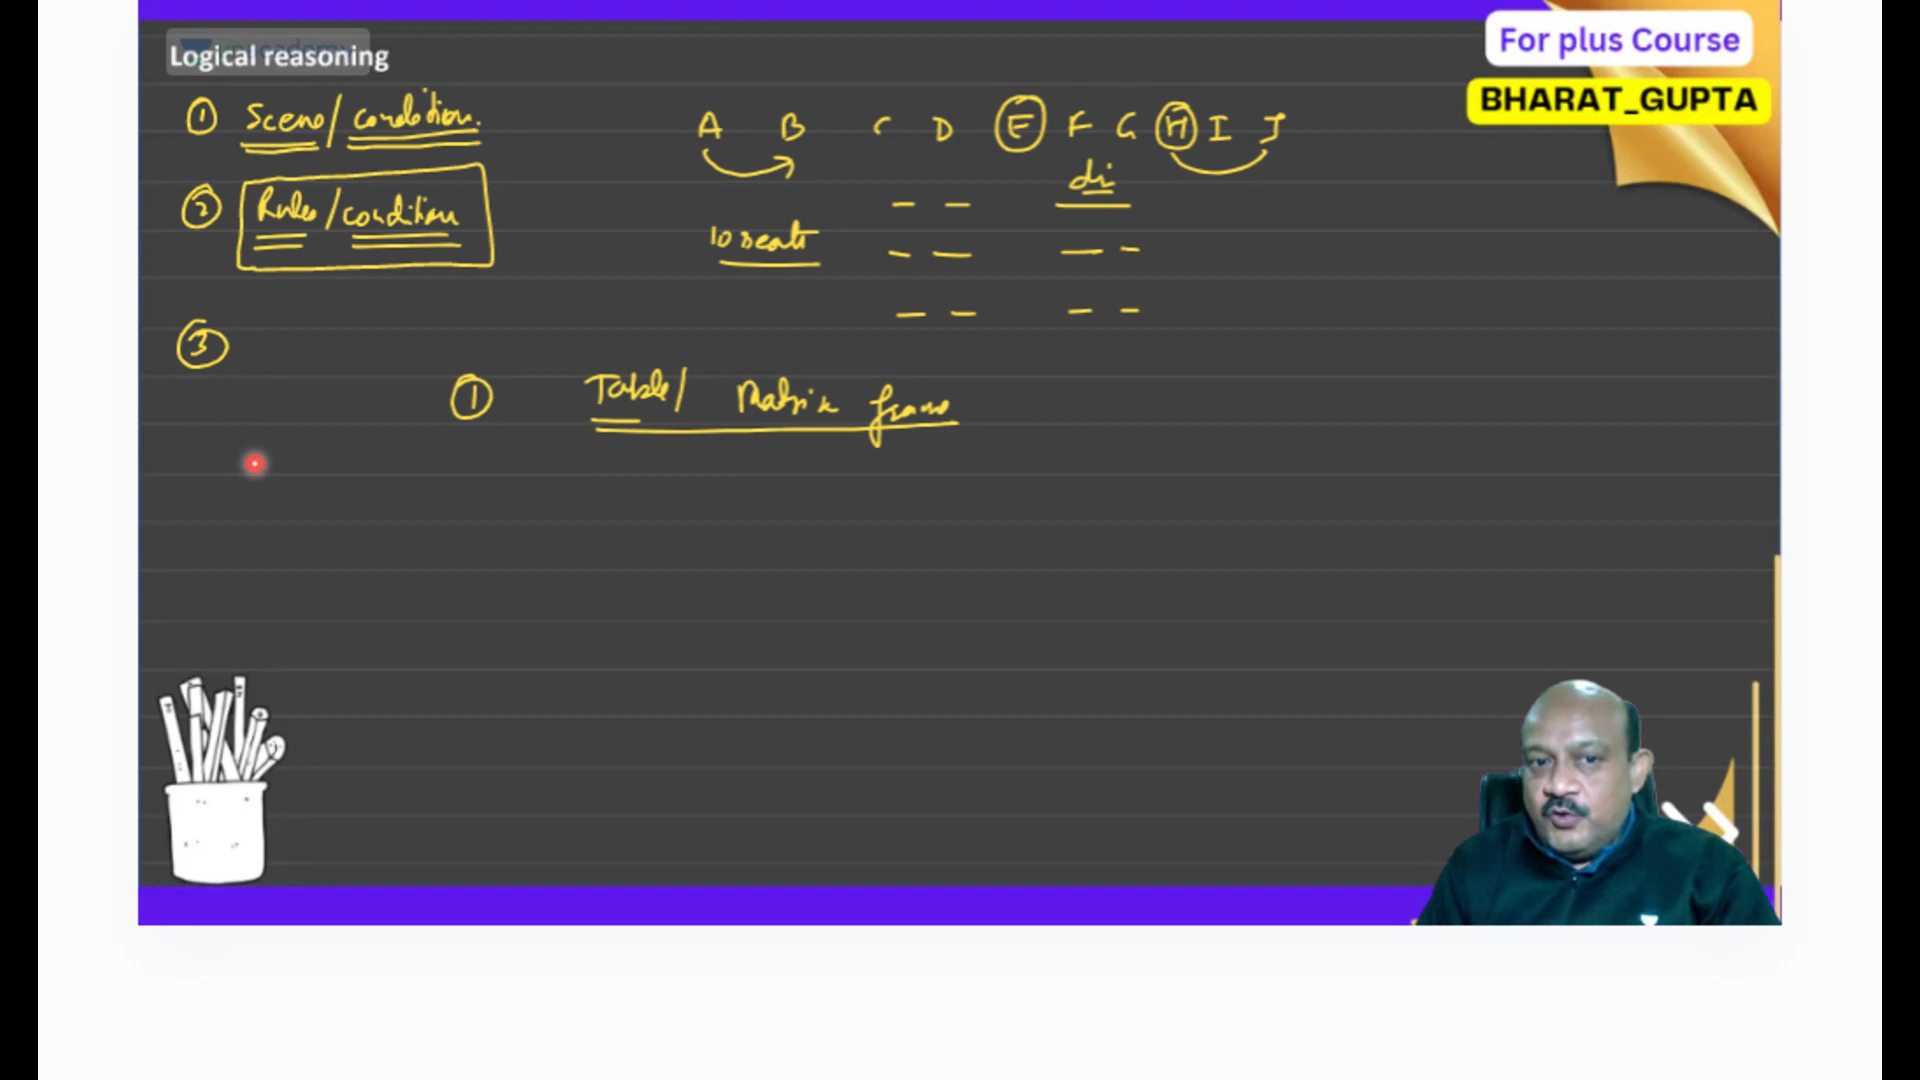 Logical reasoning
For plus Course
BHARAT_GUPTA
① Sceno/ condition.
A B C D E F G H I J
dr
② Rules/condition
10 seats
③
① Table/ Matrix frame